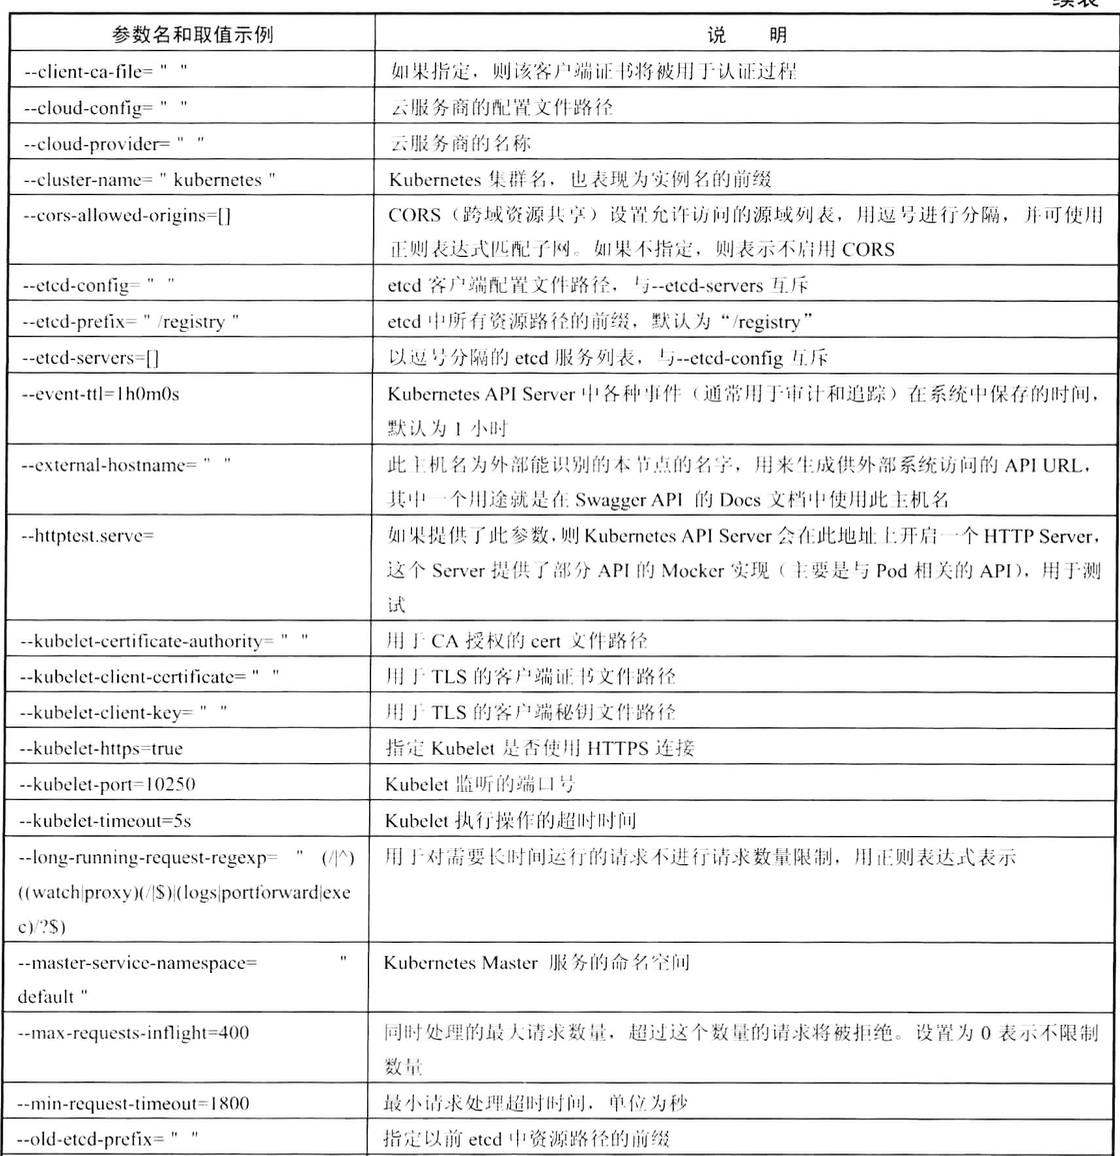 续表
参数名和取值示例 说 明
--client-ca-file= " " 如果指定，则该客户端证书将被用于认证过程
--cloud-config= " " 云服务商的配置文件路径
--cloud-provider= " " 云服务商的名称
--cluster-name= " kubernetes " Kubernetes 集群名，也表现为实例名的前缀
--cors-allowed-origins=[] CORS（跨域资源共享）设置允许访问的源域列表，用逗号进行分隔，并可使用
正则表达式匹配子网。如果不指定，则表示不启用 CORS
--etcd-config= " " etcd 客户端配置文件路径，与--etcd-servers 互斥
--etcd-prefix= " /registry " etcd 中所有资源路径的前缀，默认为“/registry”
--etcd-servers=[] 以逗号分隔的 etcd 服务列表，与--etcd-config 互斥
--event-ttl=1h0m0s Kubernetes API Server 中各种事件（通常用于审计和追踪）在系统中保存的时间，
默认为 1 小时
--external-hostname= " " 此主机名为外部能识别的本节点的名字，用来生成供外部系统访问的 API URL，
其中一个用途就是在 Swagger API 的 Docs 文档中使用此主机名
--httptest.serve= 如果提供了此参数，则 Kubernetes API Server 会在此地址上开启一个 HTTP Server，
这个 Server 提供了部分 API 的 Mocker 实现（主要是与 Pod 相关的 API），用于测
试
--kubelet-certificate-authority= " " 用于 CA 授权的 cert 文件路径
--kubelet-client-certificate= " " 用于 TLS 的客户端证书文件路径
--kubelet-client-key= " " 用于 TLS 的客户端秘钥文件路径
--kubelet-https=true 指定 Kubelet 是否使用 HTTPS 连接
--kubelet-port=10250 Kubelet 监听的端口号
--kubelet-timeout=5s Kubelet 执行操作的超时时间
--long-running-request-regexp= " (/|^) 用于对需要长时间运行的请求不进行请求数量限制，用正则表达式表示
((watch|proxy)(/|$)|(logs|portforward|exe
c)/?$)
--master-service-namespace= " Kubernetes Master 服务的命名空间
default "
--max-requests-inflight=400 同时处理的最大请求数量，超过这个数量的请求将被拒绝。设置为 0 表示不限制
数量
--min-request-timeout=1800 最小请求处理超时时间，单位为秒
--old-etcd-prefix= " " 指定以前 etcd 中资源路径的前缀